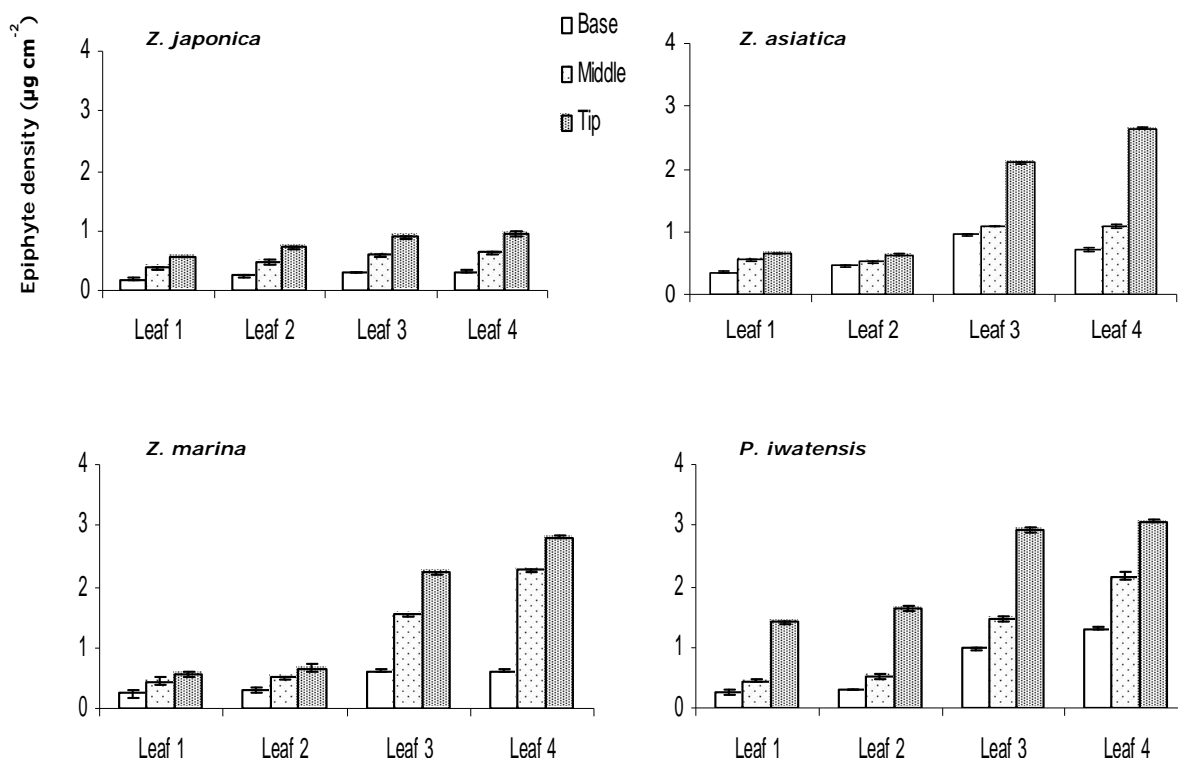 Epiphyte density (µg cm-2)
Z. japonica
4
3
2
1
0
Leaf 1 Leaf 2 Leaf 3 Leaf 4
Base
Middle
Tip
Z. asiatica
4
3
2
1
0
Leaf 1 Leaf 2 Leaf 3 Leaf 4
Z. marina
4
3
2
1
0
Leaf 1 Leaf 2 Leaf 3 Leaf 4
P. iwatensis
4
3
2
1
0
Leaf 1 Leaf 2 Leaf 3 Leaf 4